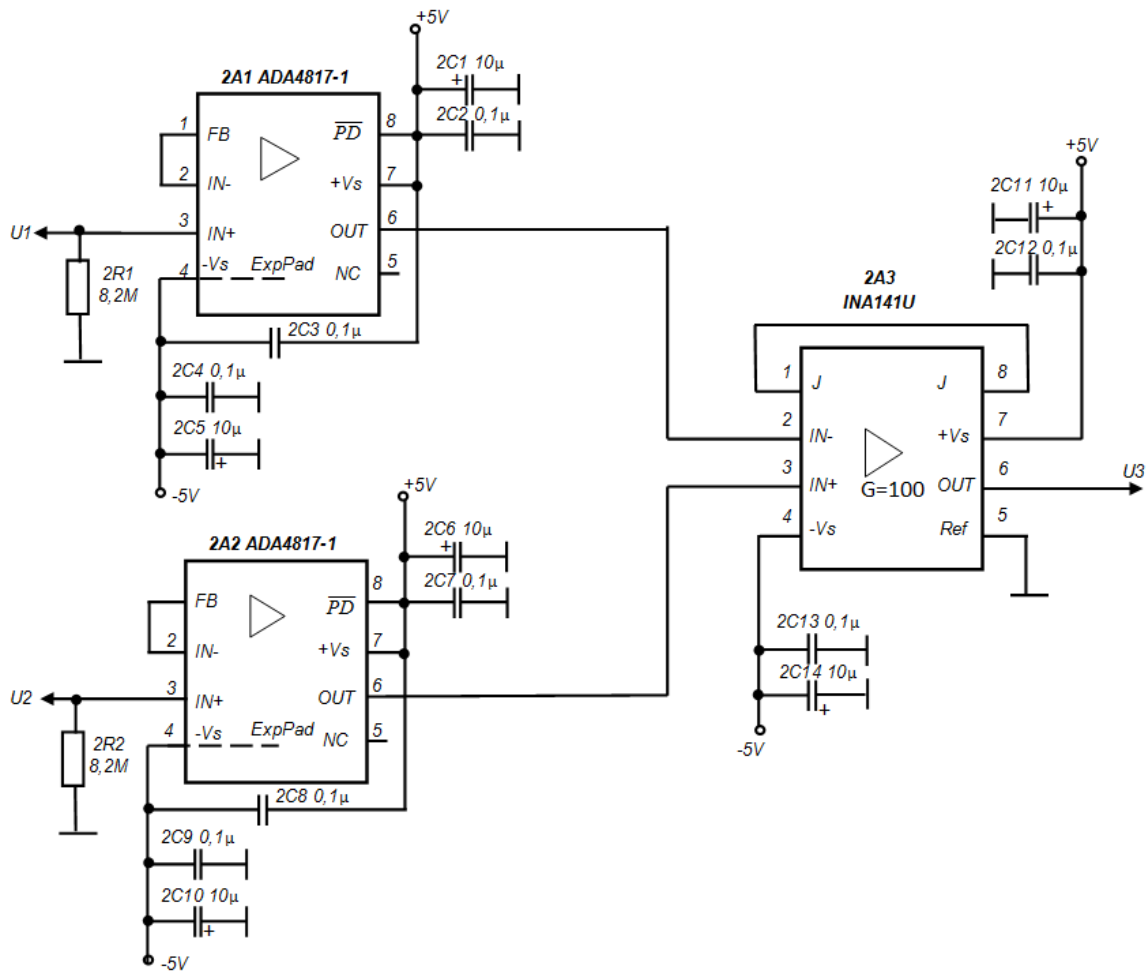 +5V
2C1 10µ
+
2A1 ADA4817-1
2C2 0,1µ
1 FB PD 8
2 IN- +Vs 7
U1 3 IN+ OUT 6
4 -Vs ExpPad NC 5
2R1
8,2M
2C3 0,1µ
2C4 0,1µ
2C5 10µ
+
-5V
+5V
2C11 10µ
+
2C12 0,1µ
2A3
INA141U
1 J J 8
2 IN- +Vs 7
3 IN+ OUT 6 U3
G=100
4 -Vs Ref 5
2C13 0,1µ
2C14 10µ
+
-5V
+5V
2C6 10µ
+
2A2 ADA4817-1
2C7 0,1µ
FB PD 8
2 IN- +Vs 7
U2 3 IN+ OUT 6
4 -Vs ExpPad NC 5
2R2
8,2M
2C8 0,1µ
2C9 0,1µ
2C10 10µ
+
-5V